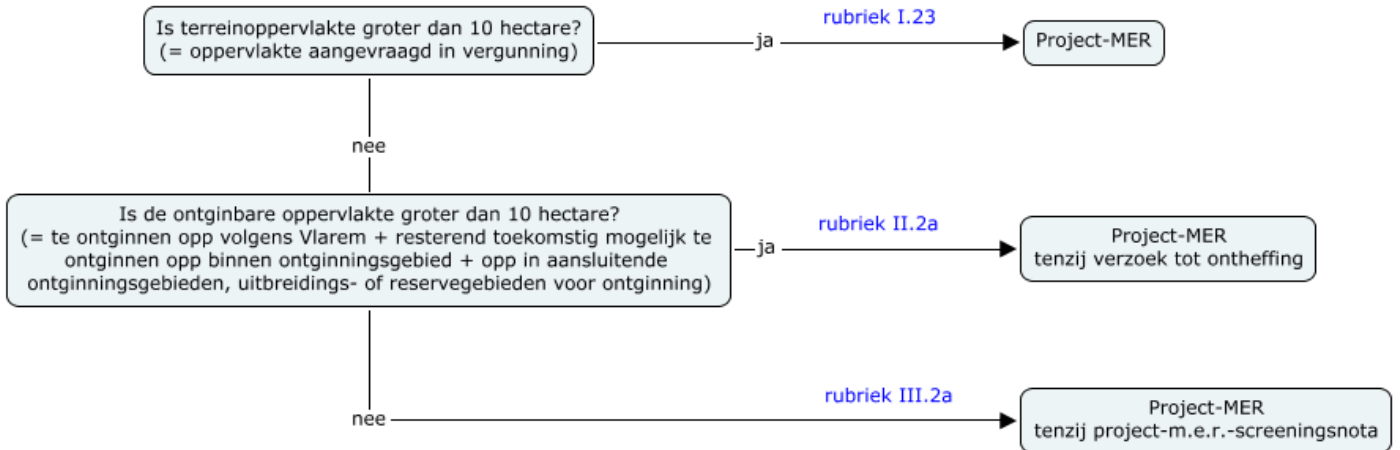 Is terreinoppervlakte groter dan 10 hectare?
(= oppervlakte aangevraagd in vergunning)
ja
rubriek I.23
Project-MER
nee
Is de ontginbare oppervlakte groter dan 10 hectare?
(= te ontginnen opp volgens Vlarem + resterend toekomstig mogelijk te
ontginnen opp binnen ontginningsgebied + opp in aansluitende
ontginningsgebieden, uitbreidings- of reservegebieden voor ontginning)
ja
rubriek II.2a
Project-MER
tenzij verzoek tot ontheffing
nee
rubriek III.2a
Project-MER
tenzij project-m.e.r.-screeningsnota